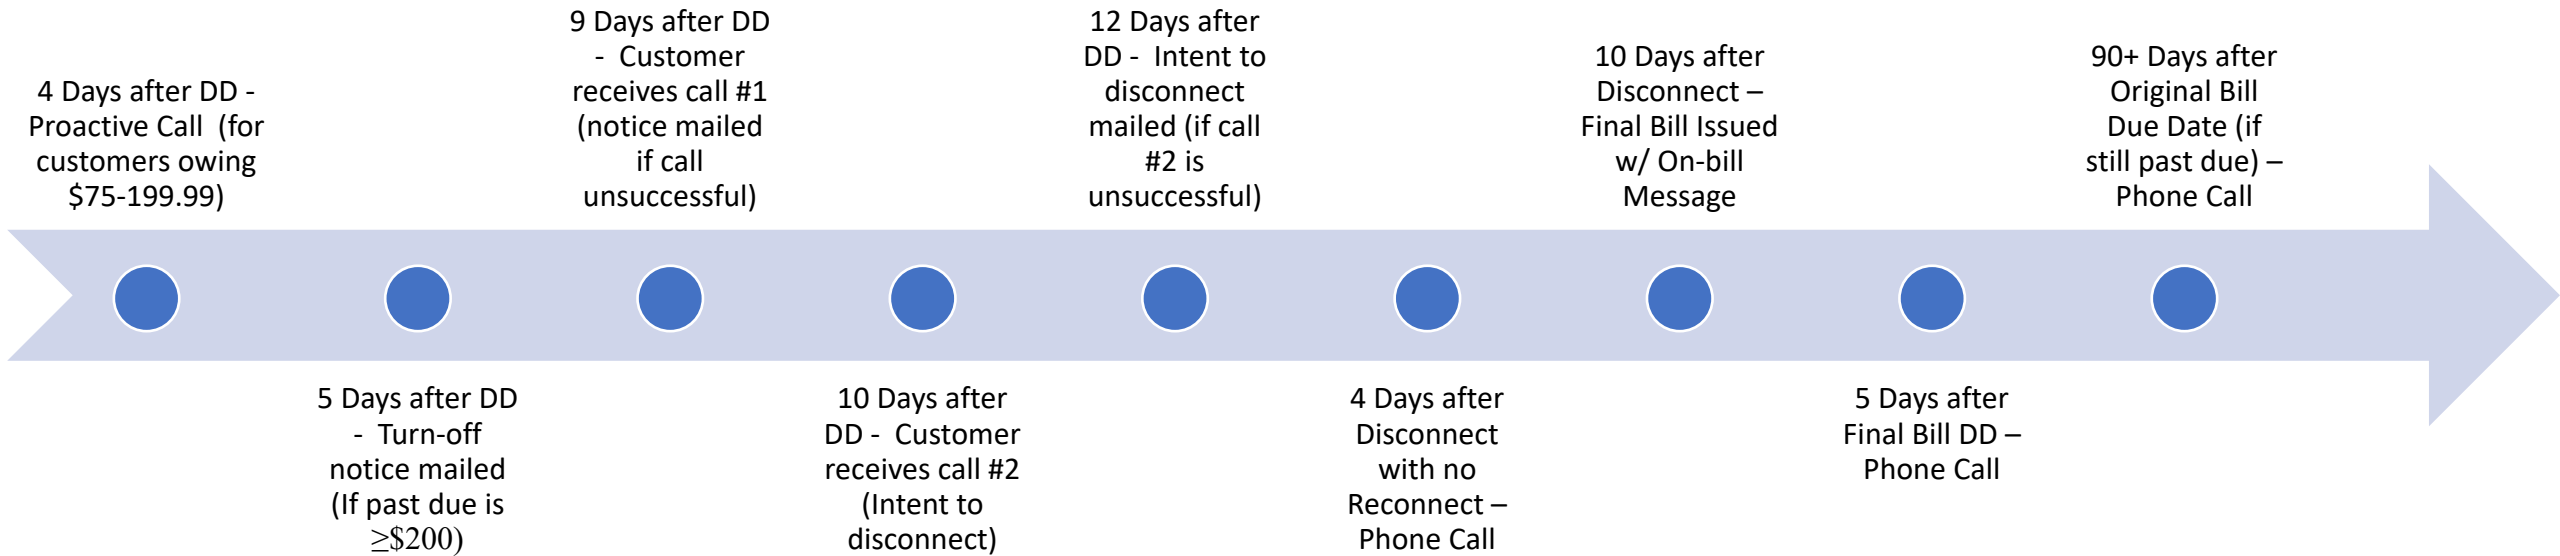 4 Days after DD -
Proactive Call  (for
customers owing
$75-199.99)
5 Days after DD
-  Turn-off
notice mailed
(If past due is
≥$200)
9 Days after DD
-  Customer
receives call #1
(notice mailed
if call
unsuccessful)
10 Days after
DD -  Customer
receives call #2
(Intent to
disconnect)
12 Days after
DD -  Intent to
disconnect
mailed (if call
#2 is
unsuccessful)
4 Days after
Disconnect
with no
Reconnect –
Phone Call
10 Days after
Disconnect –
Final Bill Issued
w/ On-bill
Message
5 Days after
Final Bill DD –
Phone Call
90+ Days after
Original Bill
Due Date (if
still past due) –
Phone Call